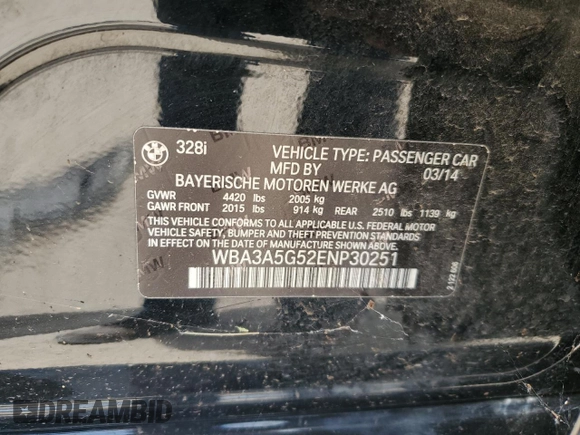 328i VEHICLE TYPE: PASSENGER CAR
MFD BY 03/14
BAYERISCHE MOTOREN WERKE AG
GVWR 4420 lbs 2005 kg
GAWR FRONT 2015 lbs 914 kg REAR 2510 lbs 1139 kg
THIS VEHICLE CONFORMS TO ALL APPLICABLE U.S. FEDERAL MOTOR
VEHICLE SAFETY, BUMPER, AND THEFT PREVENTION STANDARDS
IN EFFECT ON THE DATE OF MANUFACTURE SHOWN ABOVE.
WBA3A5G52ENP30251
DREAMBID